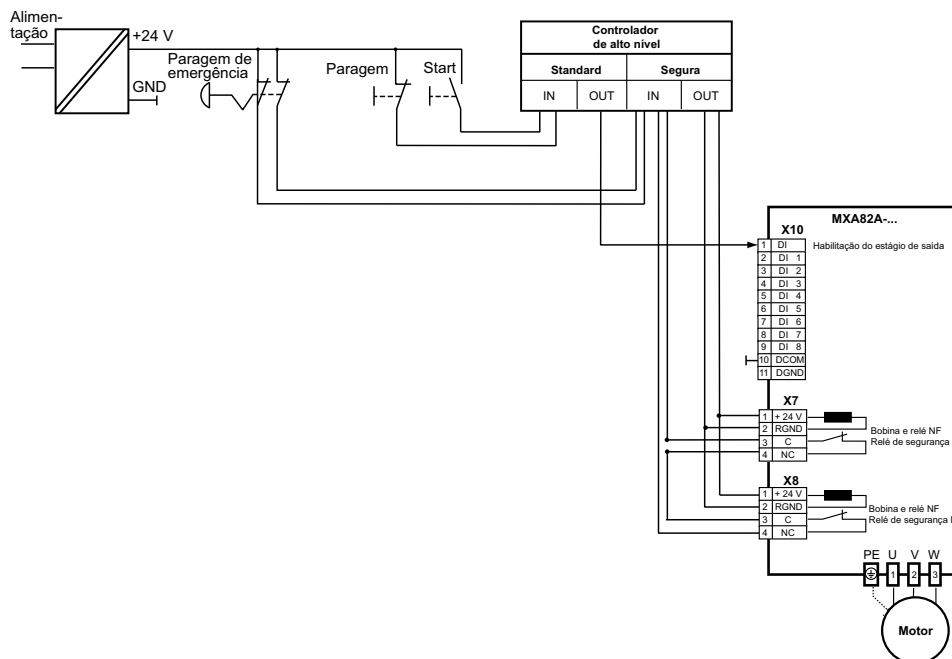 Alimen-
tação
+24 V
GND
Paragem de
emergência
Paragem
Start
Controlador
de alto nível
Standard
Segura
IN
OUT
IN
OUT
MXA82A-...
X10
1 DI
Habilitação do estágio de saída
2 DI 1
3 DI 2
4 DI 3
5 DI 4
6 DI 5
7 DI 6
8 DI 7
9 DI 8
10 DCOM
11 DGND
X7
1 + 24 V
2 RGND
3 C
4 NC
Bobina e relé NF
Relé de segurança
X8
1 + 24 V
2 RGND
3 C
4 NC
Bobina e relé NF
Relé de segurança
PE U V W
1 2 3
Motor